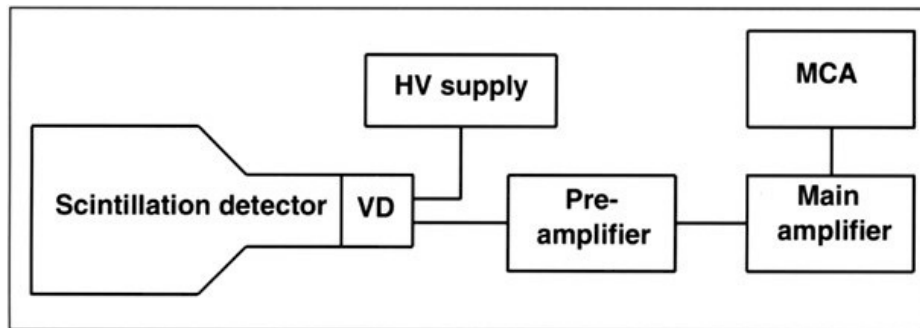 HV supply
MCA
Scintillation detector
VD
Pre-
amplifier
Main
amplifier